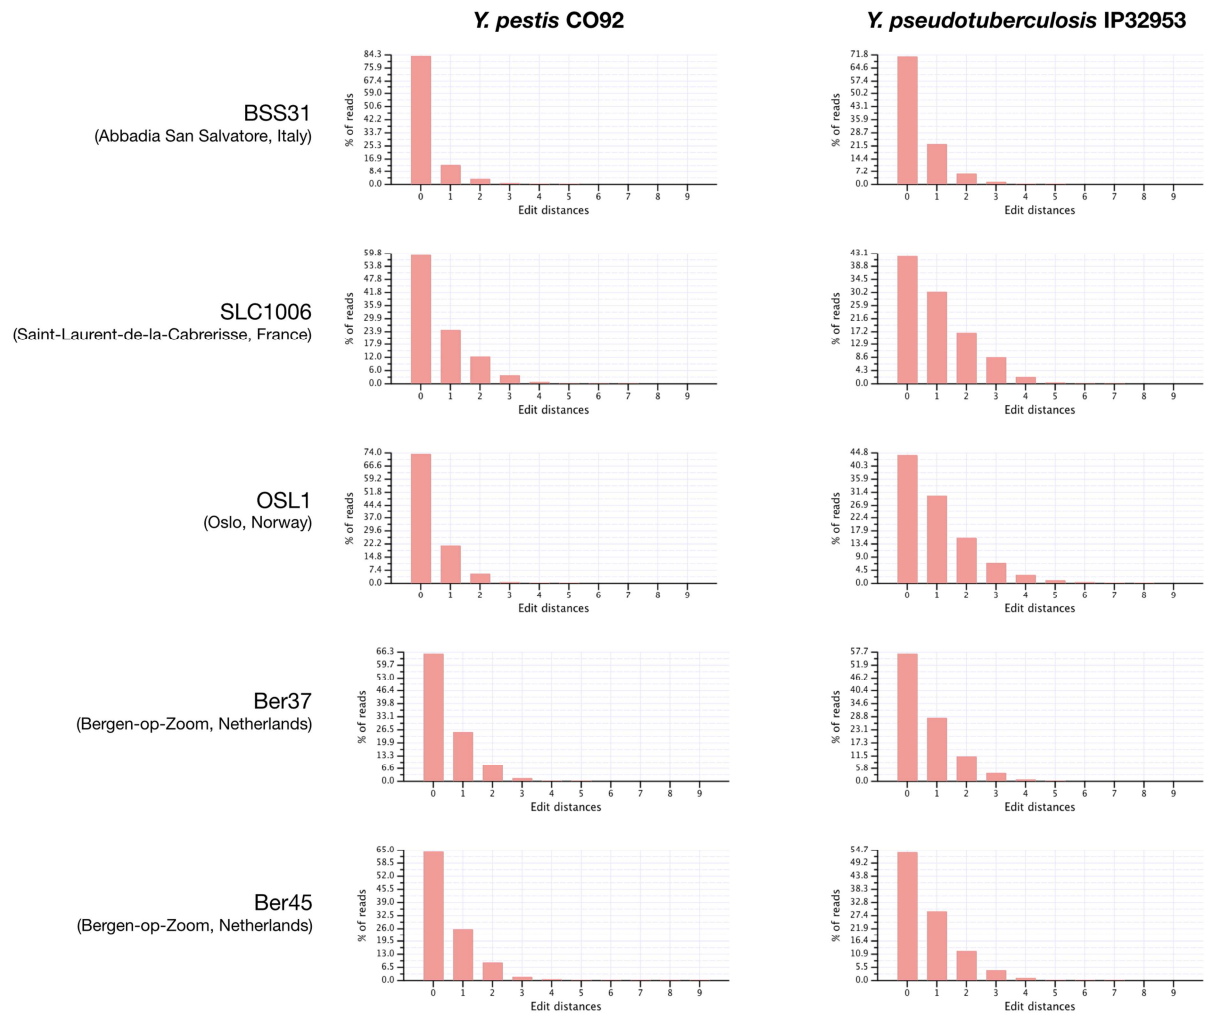 Y. pestis CO92
Y. pseudotuberculosis IP32953
BSS31
(Abbadia San Salvatore, Italy)
% of reads
84.3
75.9
67.4
59.0
50.6
42.2
33.7
25.3
16.9
8.4
0.0
0 1 2 3 4 5 6 7 8 9
Edit distances
% of reads
71.8
64.6
57.4
50.2
43.1
35.9
28.7
21.5
14.4
7.2
0.0
0 1 2 3 4 5 6 7 8 9
Edit distances
SLC1006
(Saint-Laurent-de-la-Cabrerisse, France)
% of reads
59.8
53.8
47.8
41.8
35.9
29.9
23.9
17.9
12.0
6.0
0.0
0 1 2 3 4 5 6 7 8 9
Edit distances
% of reads
43.1
38.8
34.5
30.2
25.9
21.6
17.2
12.9
8.6
4.3
0.0
0 1 2 3 4 5 6 7 8 9
Edit distances
OSL1
(Oslo, Norway)
% of reads
74.0
66.6
59.2
51.8
44.4
37.0
29.6
22.2
14.8
7.4
0.0
0 1 2 3 4 5 6 7 8 9
Edit distances
% of reads
44.8
40.3
35.9
31.4
26.9
22.4
17.9
13.4
9.0
4.5
0.0
0 1 2 3 4 5 6 7 8 9
Edit distances
Ber37
(Bergen-op-Zoom, Netherlands)
% of reads
66.3
59.7
53.0
46.4
39.8
33.1
26.5
19.9
13.3
6.6
0.0
0 1 2 3 4 5 6 7 8 9
Edit distances
% of reads
57.7
51.9
46.2
40.4
34.6
28.8
23.1
17.3
11.5
5.8
0.0
0 1 2 3 4 5 6 7 8 9
Edit distances
Ber45
(Bergen-op-Zoom, Netherlands)
% of reads
65.0
58.5
52.0
45.5
39.0
32.5
26.0
19.5
13.0
6.5
0.0
0 1 2 3 4 5 6 7 8 9
Edit distances
% of reads
54.7
49.2
43.8
38.3
32.8
27.4
21.9
16.4
10.9
5.5
0.0
0 1 2 3 4 5 6 7 8 9
Edit distances